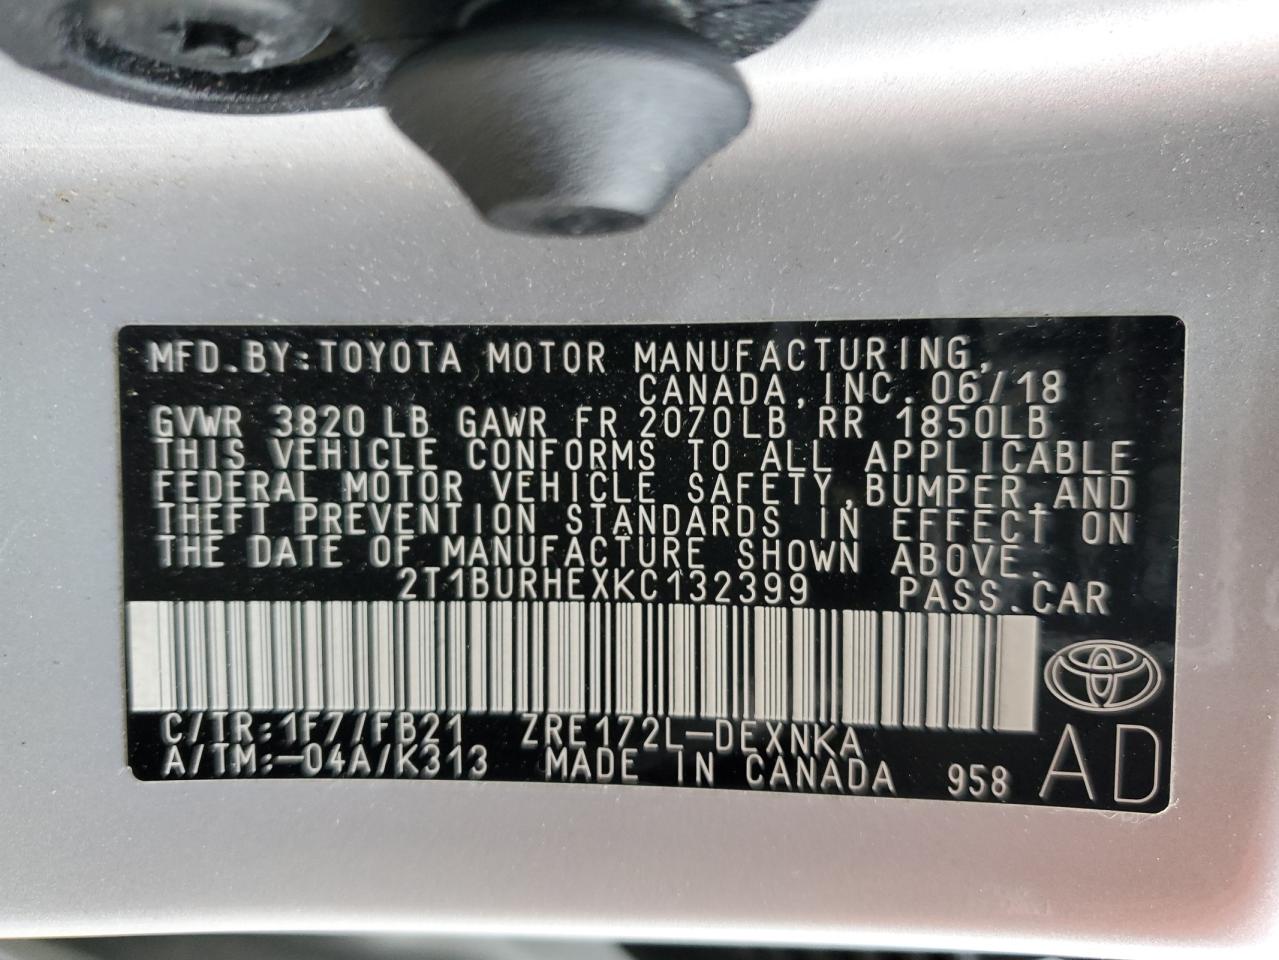 MFD.BY:TOYOTA MOTOR MANUFACTURING,
CANADA,INC. 06/18
GVWR 3820 LB GAWR FR 2070LB, RR 1850LB
THIS VEHICLE CONFORMS TO ALL APPLICABLE
FEDERAL MOTOR VEHICLE SAFETY,BUMPER,AND
THEFT PREVENTION STANDARDS IN EFFECT ON
THE DATE OF MANUFACTURE SHOWN ABOVE.
2T1BURHEXKC132399 PASS.CAR
C/TR:1F7/FB21 ZRE172L-DEXNKA
A/TM:-04A/K313 MADE IN CANADA 958 AD